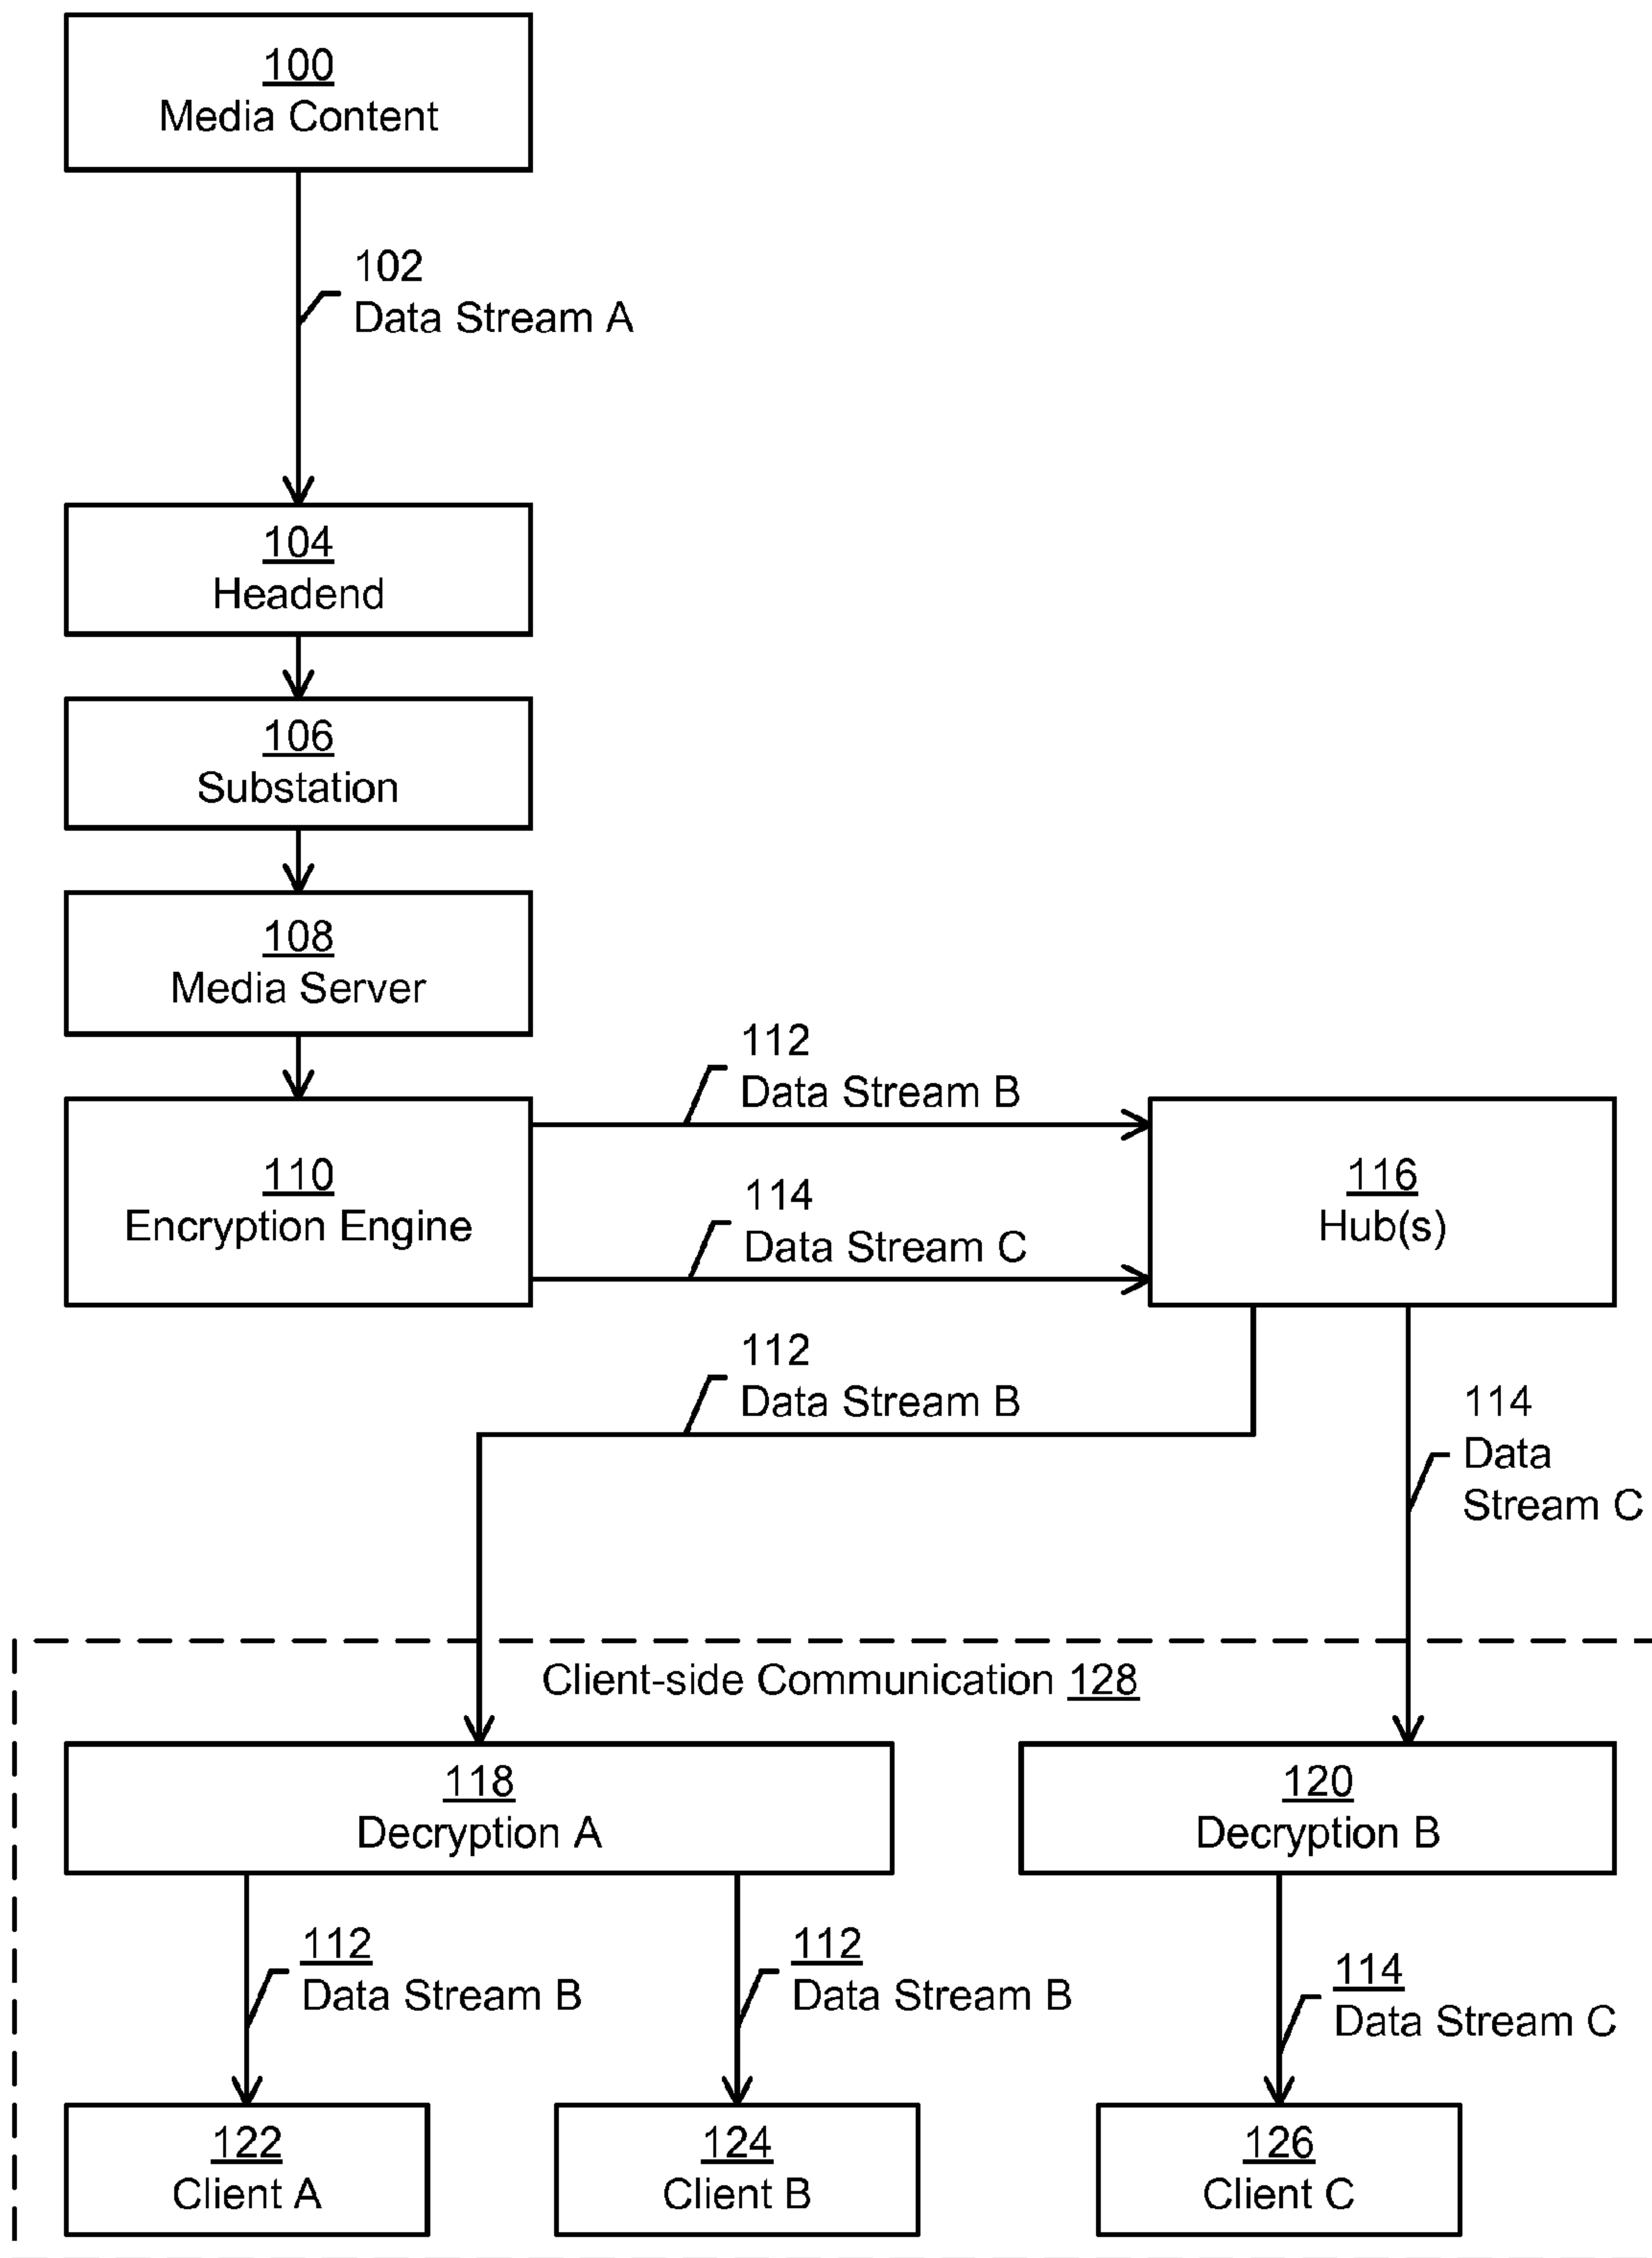 100
Media Content
102
Data Stream A
104
Headend
106
Substation
108
Media Server
112
Data Stream B
110
Encryption Engine
114
Data Stream C
116
Hub(s)
112
Data Stream B
114
Data
Stream C
Client-side Communication 128
118
Decryption A
120
Decryption B
112
Data Stream B
112
Data Stream B
114
Data Stream C
122
Client A
124
Client B
126
Client C